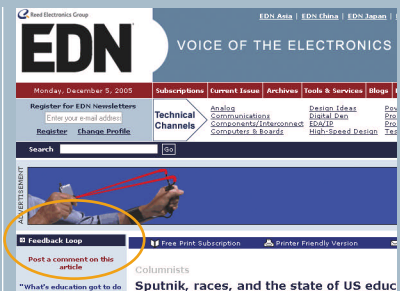 Reed Electronics Group
EDN Asia | EDN China | EDN Japan |
EDN
VOICE OF THE ELECTRONICS
Monday, December 5, 2005
Subscriptions Current Issue Archives Tools & Services Blogs
Register for EDN Newsletters
Enter your e-mail address
Register Change Profile
Technical
Channels
Analog
Communications
Components/Interconnect
Computers & Boards
Design Ideas
Digital Den
EDA/IP
High-Speed Design
Search Go
ADVERTISEMENT
Feedback Loop
Post a comment on this
article
"What's education got to do
Free Print Subscription Printer Friendly Version
Columnists
Sputnik, races, and the state of US educ